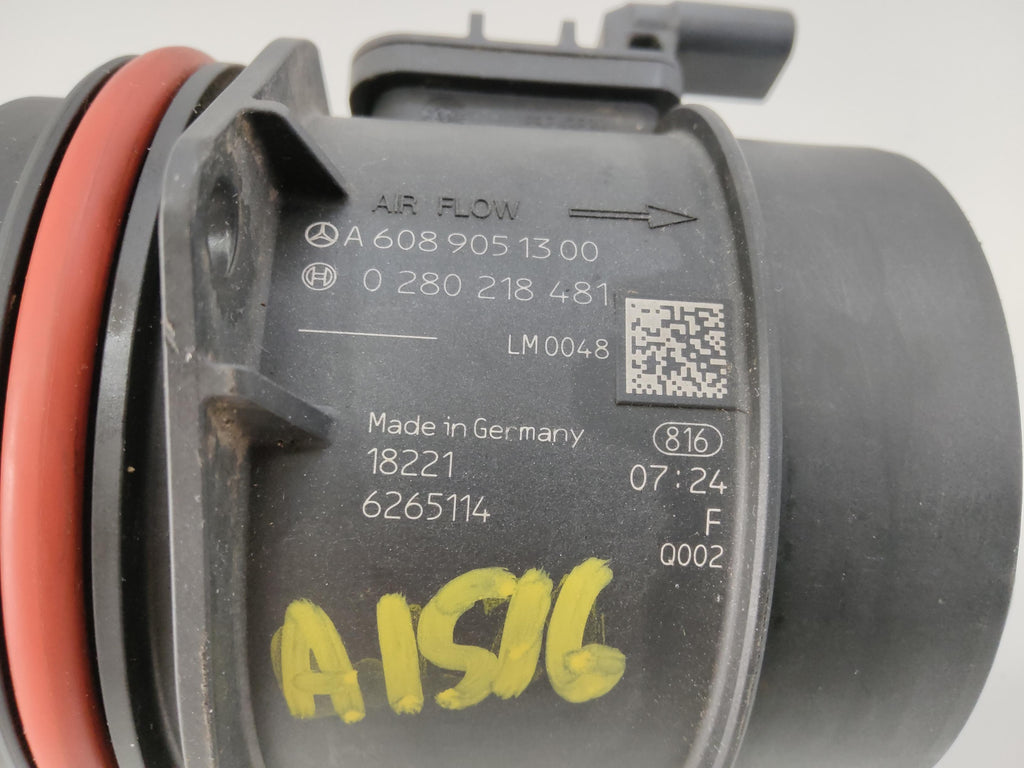 AIR FLOW
A 608 905 13 00
0 280 218 481
LM0048
Made in Germany
816
18221
07:24
6265114
F
Q002
A1516